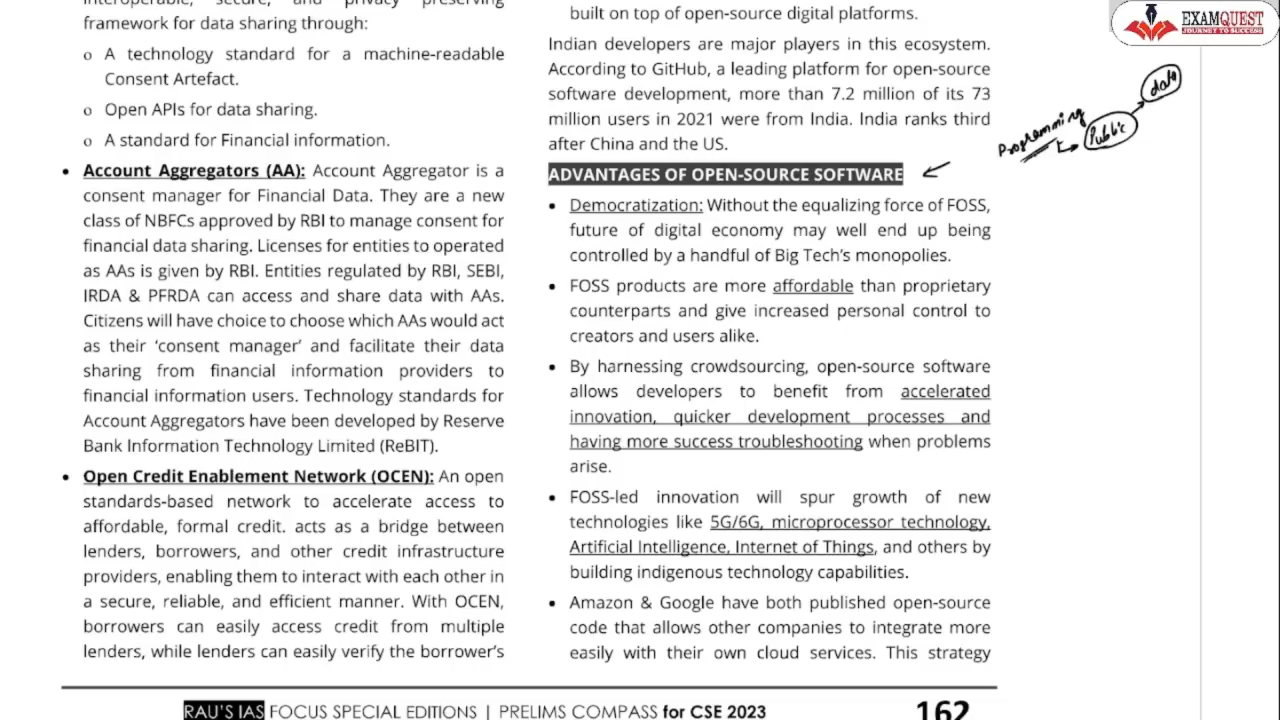 interoperable, secure, and privacy preserving
framework for data sharing through:
o A technology standard for a machine-readable
Consent Artefact.
o Open APIs for data sharing.
o A standard for Financial information.
• Account Aggregators (AA): Account Aggregator is a
consent manager for Financial Data. They are a new
class of NBFCs approved by RBI to manage consent for
financial data sharing. Licenses for entities to operated
as AAs is given by RBI. Entities regulated by RBI, SEBI,
IRDA & PFRDA can access and share data with AAs.
Citizens will have choice to choose which AAs would act
as their ‘consent manager’ and facilitate their data
sharing from financial information providers to
financial information users. Technology standards for
Account Aggregators have been developed by Reserve
Bank Information Technology Limited (ReBIT).
• Open Credit Enablement Network (OCEN): An open
standards-based network to accelerate access to
affordable, formal credit. acts as a bridge between
lenders, borrowers, and other credit infrastructure
providers, enabling them to interact with each other in
a secure, reliable, and efficient manner. With OCEN,
borrowers can easily access credit from multiple
lenders, while lenders can easily verify the borrower’s
built on top of open-source digital platforms.
Indian developers are major players in this ecosystem.
According to GitHub, a leading platform for open-source
software development, more than 7.2 million of its 73
million users in 2021 were from India. India ranks third
after China and the US.
ADVANTAGES OF OPEN-SOURCE SOFTWARE
• Democratization: Without the equalizing force of FOSS,
future of digital economy may well end up being
controlled by a handful of Big Tech’s monopolies.
• FOSS products are more affordable than proprietary
counterparts and give increased personal control to
creators and users alike.
• By harnessing crowdsourcing, open-source software
allows developers to benefit from accelerated
innovation, quicker development processes and
having more success troubleshooting when problems
arise.
• FOSS-led innovation will spur growth of new
technologies like 5G/6G, microprocessor technology,
Artificial Intelligence, Internet of Things, and others by
building indigenous technology capabilities.
• Amazon & Google have both published open-source
code that allows other companies to integrate more
easily with their own cloud services. This strategy
EXAMQUEST
JOURNEY TO SUCCESS
data
Programming
Public
RAU’S IAS FOCUS SPECIAL EDITIONS | PRELIMS COMPASS for CSE 2023 162